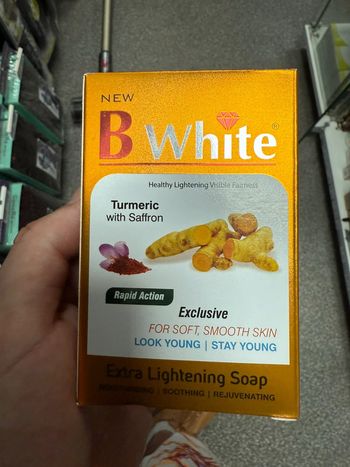 NEW
B White®
Healthy Lightening Visible Fairness
Turmeric
with Saffron
Rapid Action
Exclusive
FOR SOFT, SMOOTH SKIN
LOOK YOUNG | STAY YOUNG
Extra Lightening Soap
MOISTURISING | SOOTHING | REJUVENATING